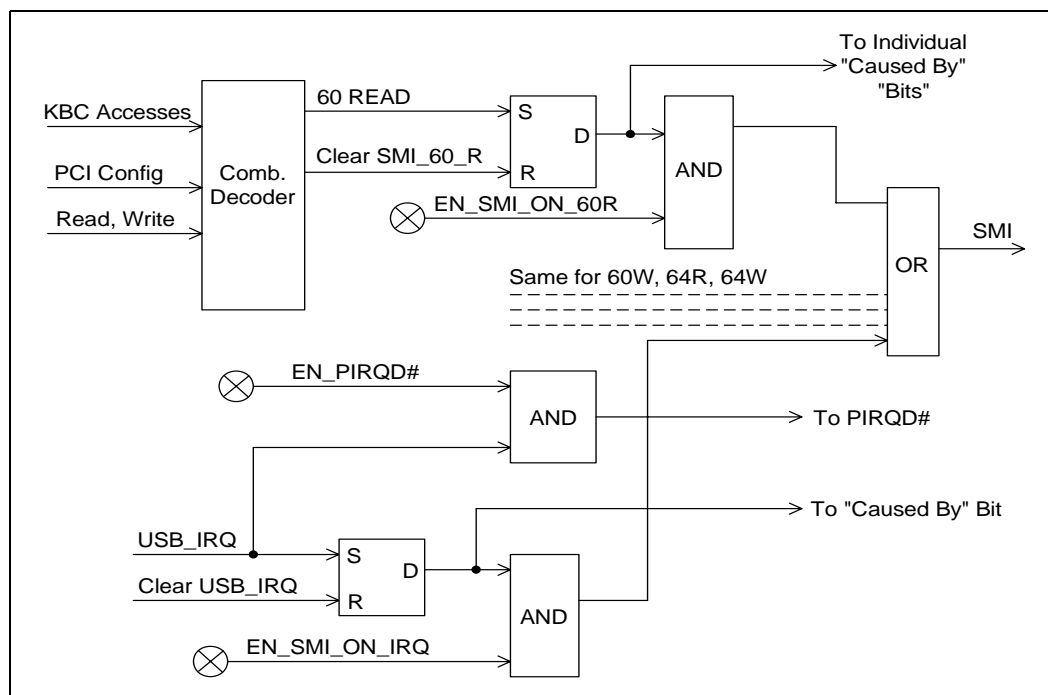 To Individual
"Caused By"
"Bits"
KBC Accesses
60 READ
S
D
PCI Config
Comb.
Decoder
Clear SMI_60_R
R
AND
Read, Write
EN_SMI_ON_60R
SMI
OR
Same for 60W, 64R, 64W
EN_PIRQD#
AND
To PIRQD#
To "Caused By" Bit
USB_IRQ
S
D
Clear USB_IRQ
R
AND
EN_SMI_ON_IRQ